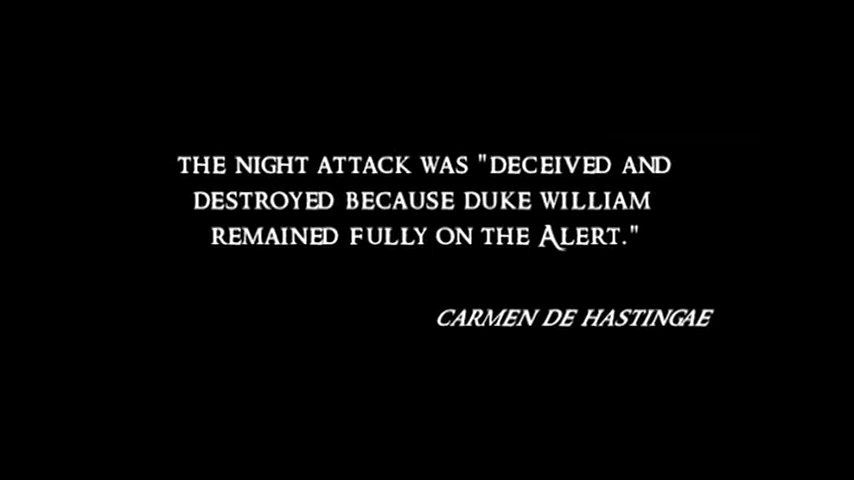 THE NIGHT ATTACK WAS "DECEIVED AND
DESTROYED BECAUSE DUKE WILLIAM
REMAINED FULLY ON THE ALERT."
CARMEN DE HASTINGAE